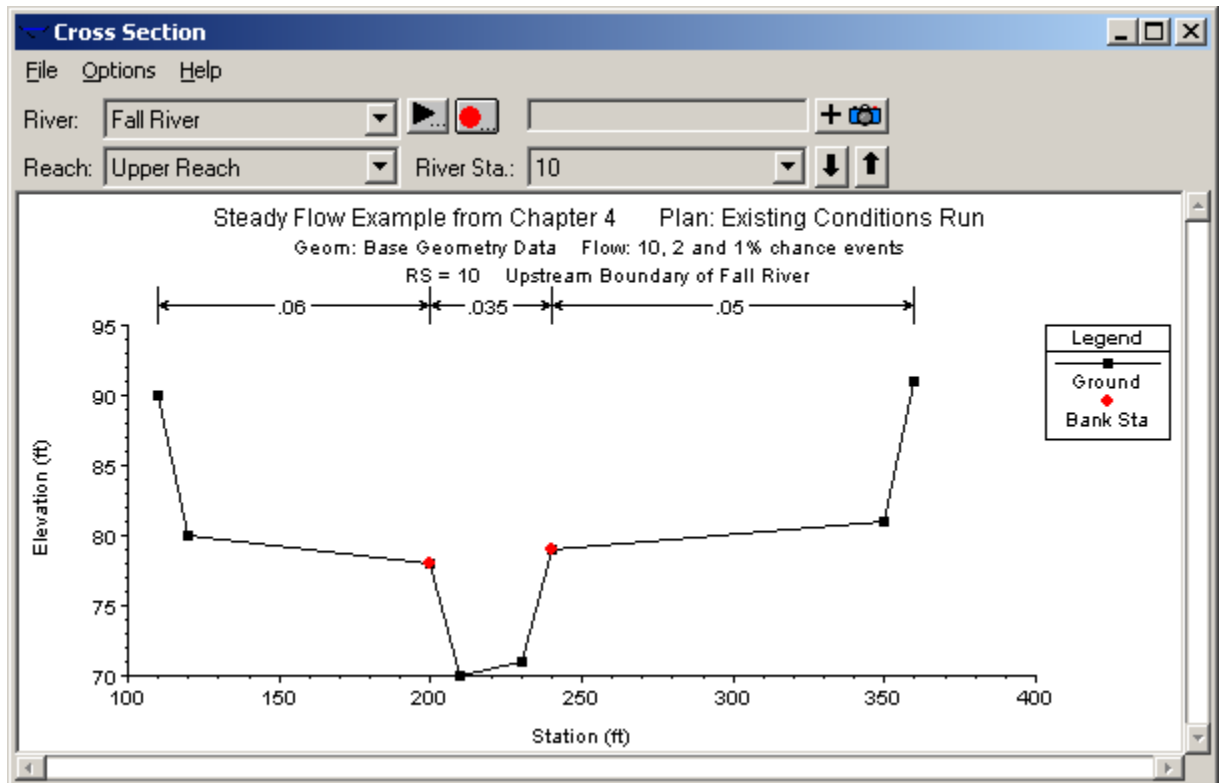 Cross Section
File Options Help
River: Fall River
Reach: Upper Reach River Sta.: 10
Steady Flow Example from Chapter 4 Plan: Existing Conditions Run
Geom: Base Geometry Data Flow: 10, 2 and 1% chance events
RS = 10 Upstream Boundary of Fall River
.06 .035 .05
95
90
85
80
75
70
Elevation (ft)
100 150 200 250 300 350 400
Station (ft)
Legend
Ground
Bank Sta